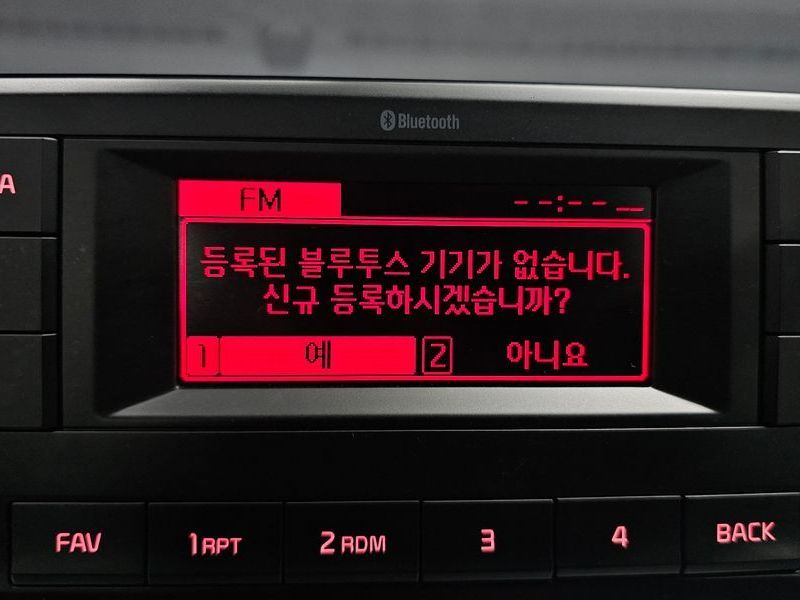 Bluetooth
A
FM --:-- __
등록된 블루투스 기기가 없습니다.
신규 등록하시겠습니까?
1 예 2 아니요
FAV 1 RPT 2 RDM 3 4 BACK